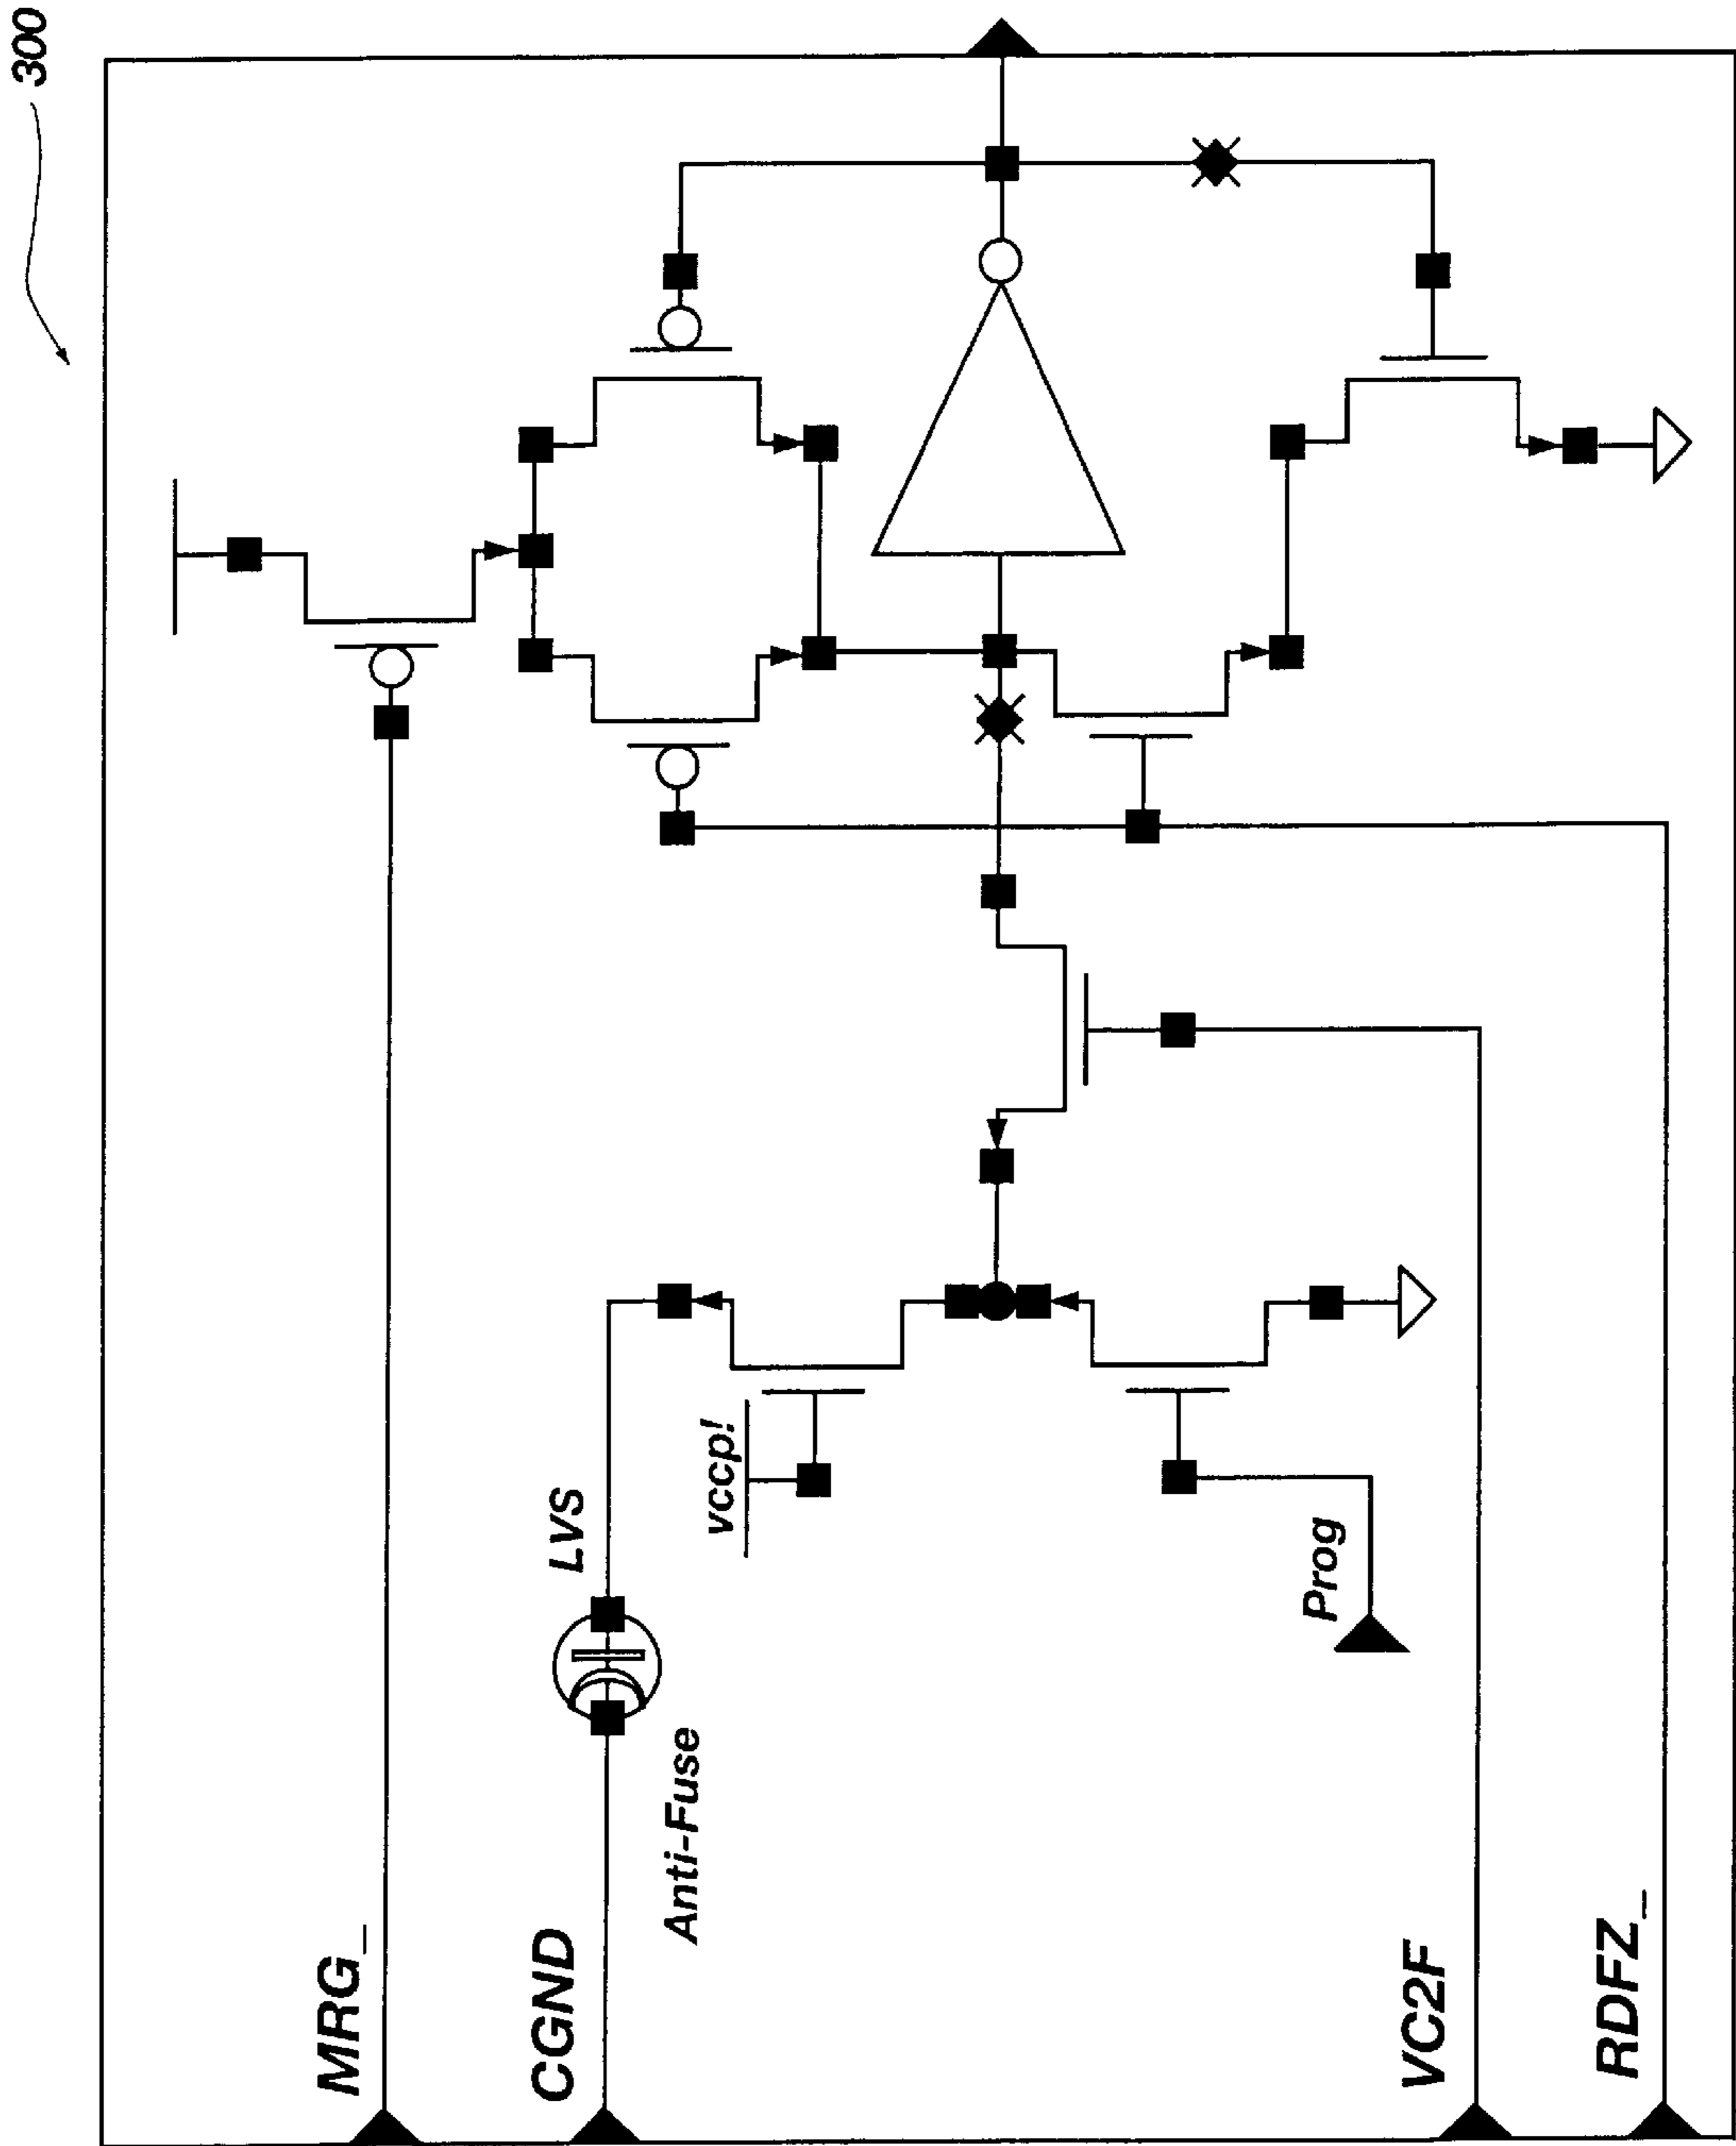 300
MRG_
CGND
Anti-Fuse
LVS
vccp!
Prog
VC2F
RDFZ_